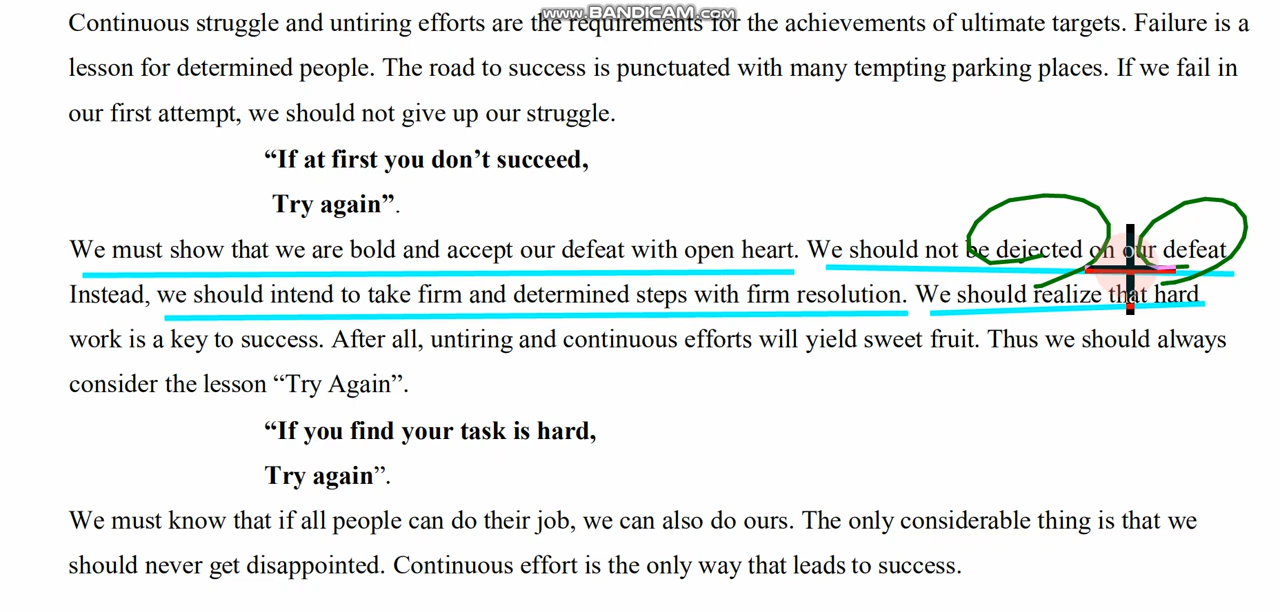 www.BANDICAM.com
Continuous struggle and untiring efforts are the requirements for the achievements of ultimate targets. Failure is a
lesson for determined people. The road to success is punctuated with many tempting parking places. If we fail in
our first attempt, we should not give up our struggle.
“If at first you don’t succeed,
Try again”.
We must show that we are bold and accept our defeat with open heart. We should not be dejected on our defeat.
Instead, we should intend to take firm and determined steps with firm resolution. We should realize that hard
work is a key to success. After all, untiring and continuous efforts will yield sweet fruit. Thus we should always
consider the lesson “Try Again”.
“If you find your task is hard,
Try again”.
We must know that if all people can do their job, we can also do ours. The only considerable thing is that we
should never get disappointed. Continuous effort is the only way that leads to success.